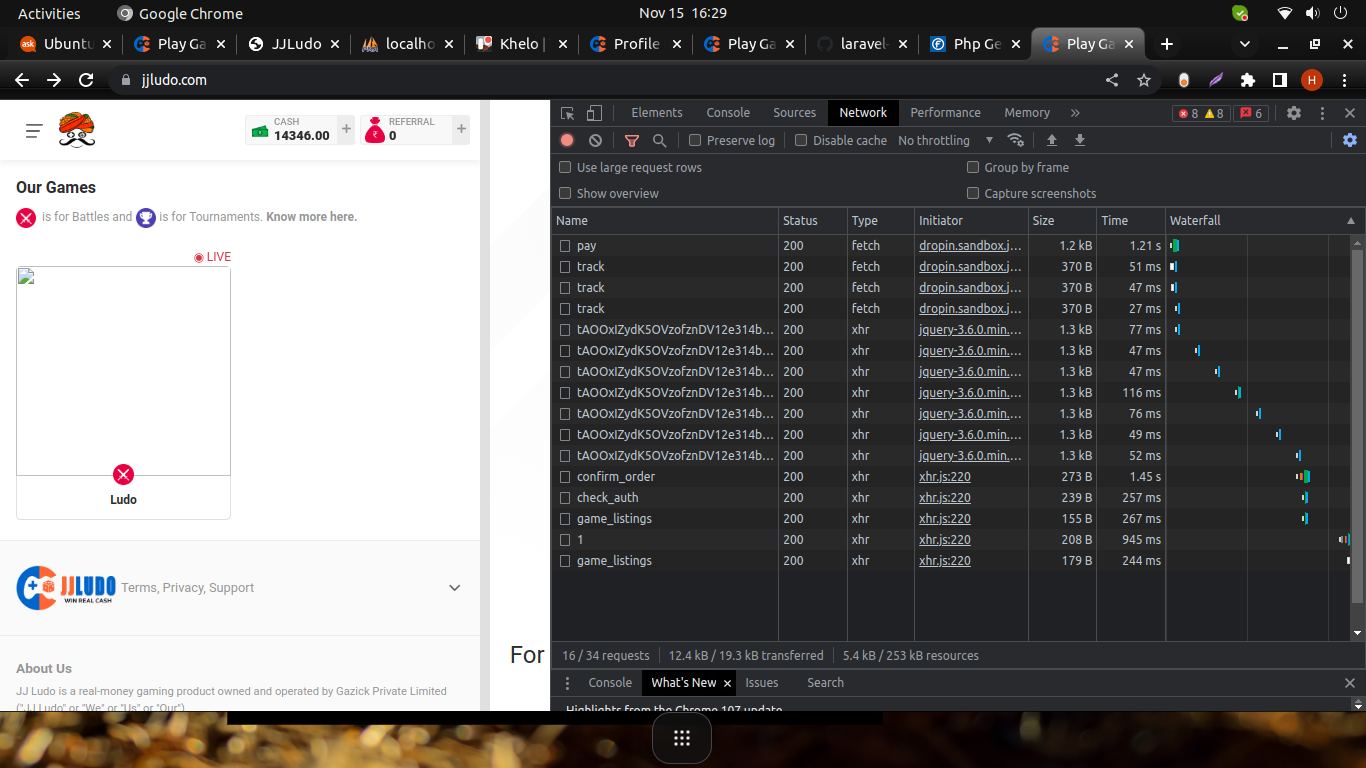 Activities
Google Chrome
Nov 15 16:29
Ubuntu
Play Ga
JJLudo
localho
Khelo |
Profile
Play Ga
laravel-
Php Ge
Play Ga
jjludo.com
H
CASH
14346.00
+
REFERRAL
0
+
Our Games
is for Battles and
is for Tournaments. Know more here.
LIVE
Ludo
JJLUDO
WIN REAL CASH
Terms, Privacy, Support
About Us
JJ Ludo is a real-money gaming product owned and operated by Gazick Private Limited
("JJ Ludo" or "We" or "Us" or "Our").
For
Elements
Console
Sources
Network
Performance
Memory
»
8
8
6
Preserve log
Disable cache
No throttling
Use large request rows
Group by frame
Show overview
Capture screenshots
Name Status Type Initiator Size Time Waterfall
pay 200 fetch dropin.sandbox.j... 1.2 kB 1.21 s
track 200 fetch dropin.sandbox.j... 370 B 51 ms
track 200 fetch dropin.sandbox.j... 370 B 47 ms
track 200 fetch dropin.sandbox.j... 370 B 27 ms
tAOOxIZydK5OVzofznDV12e314b... 200 xhr jquery-3.6.0.min.... 1.3 kB 77 ms
tAOOxIZydK5OVzofznDV12e314b... 200 xhr jquery-3.6.0.min.... 1.3 kB 47 ms
tAOOxIZydK5OVzofznDV12e314b... 200 xhr jquery-3.6.0.min.... 1.3 kB 47 ms
tAOOxIZydK5OVzofznDV12e314b... 200 xhr jquery-3.6.0.min.... 1.3 kB 116 ms
tAOOxIZydK5OVzofznDV12e314b... 200 xhr jquery-3.6.0.min.... 1.3 kB 76 ms
tAOOxIZydK5OVzofznDV12e314b... 200 xhr jquery-3.6.0.min.... 1.3 kB 49 ms
tAOOxIZydK5OVzofznDV12e314b... 200 xhr jquery-3.6.0.min.... 1.3 kB 52 ms
confirm_order 200 xhr xhr.js:220 273 B 1.45 s
check_auth 200 xhr xhr.js:220 239 B 257 ms
game_listings 200 xhr xhr.js:220 155 B 267 ms
1 200 xhr xhr.js:220 208 B 945 ms
game_listings 200 xhr xhr.js:220 179 B 244 ms
16 / 34 requests
12.4 kB / 19.3 kB transferred
5.4 kB / 253 kB resources
Console
What's New
Issues
Search
Highlights from the Chrome 107 update